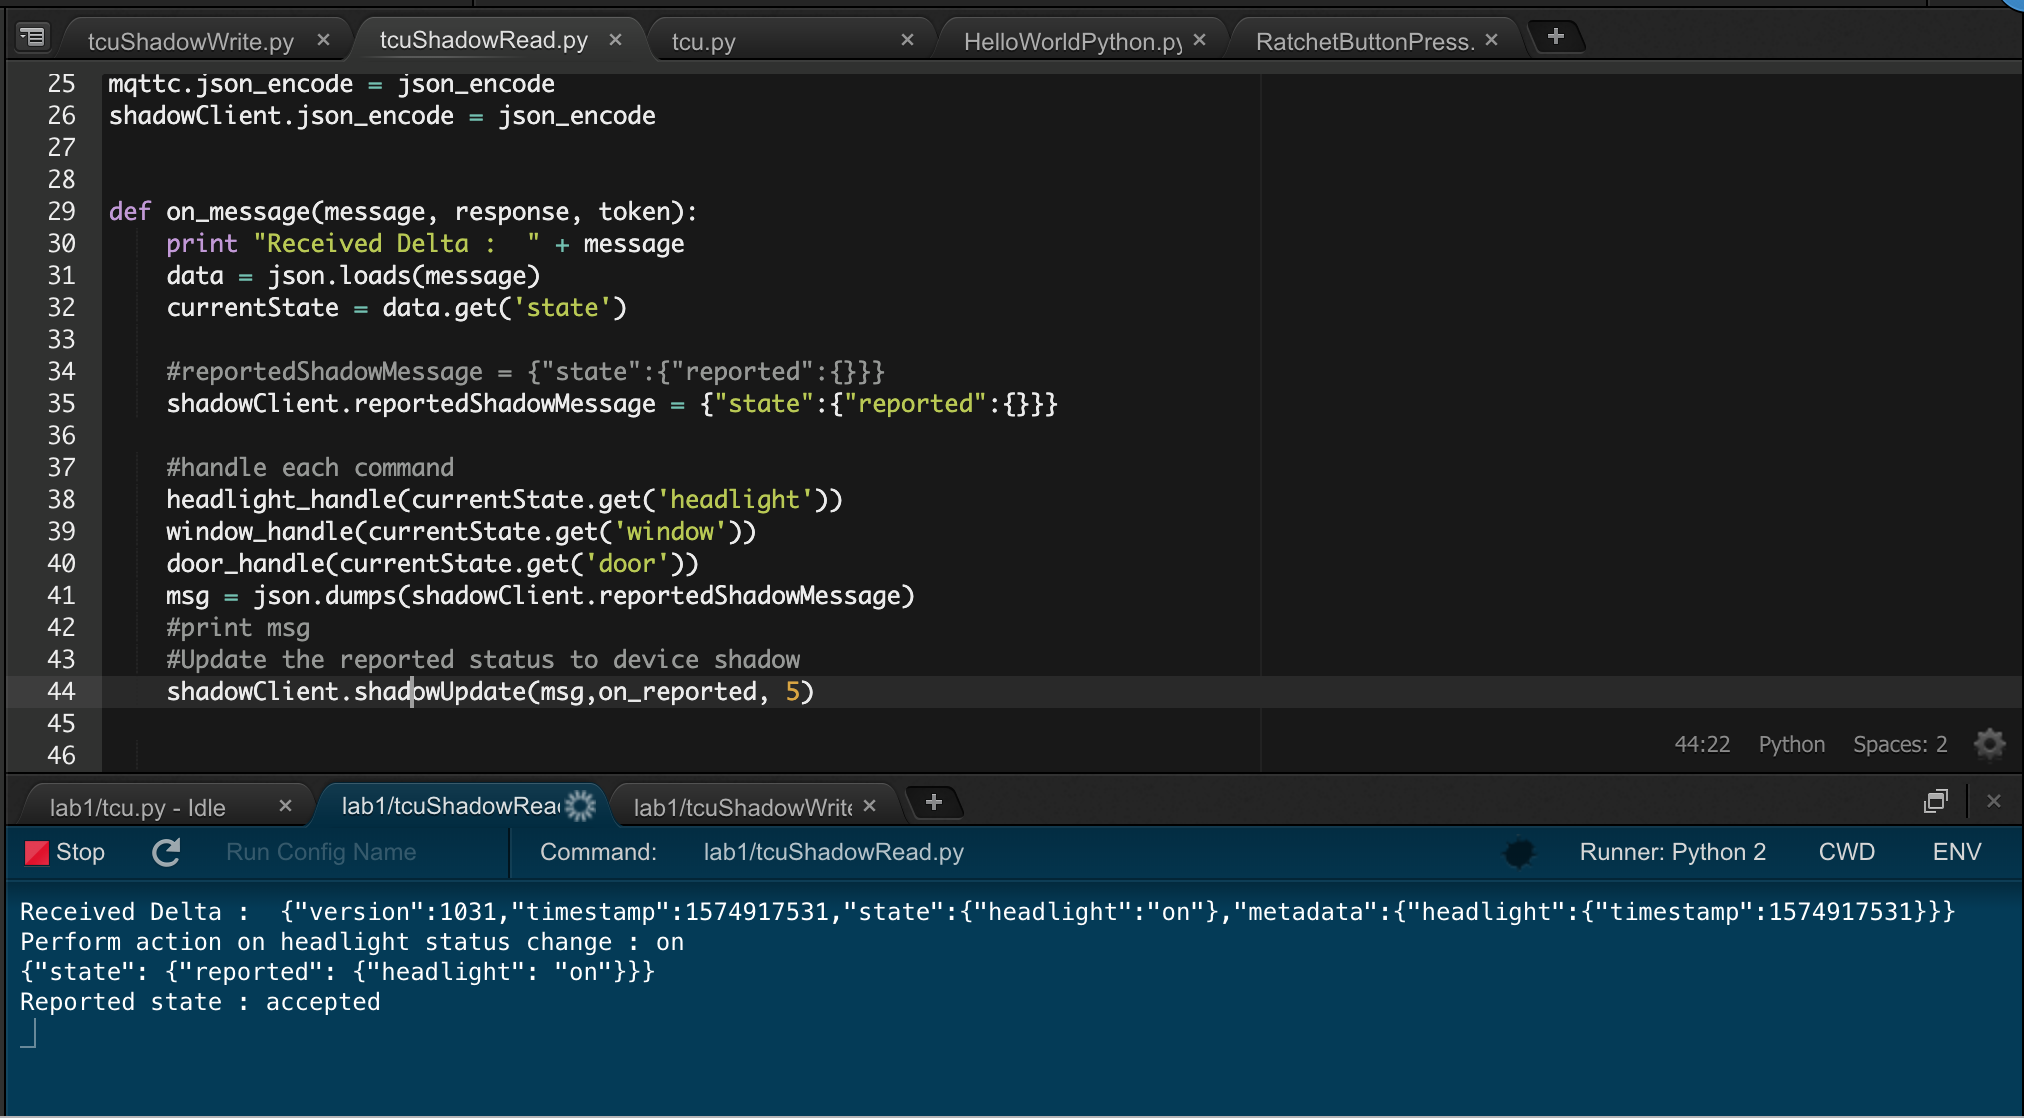 tcuShadowWrite.py × tcuShadowRead.py × tcu.py × HelloWorldPython.py × RatchetButtonPress. × +
25 mqttc.json_encode = json_encode
26 shadowClient.json_encode = json_encode
27
28
29 def on_message(message, response, token):
30     print "Received Delta :  " + message
31     data = json.loads(message)
32     currentState = data.get('state')
33
34     #reportedShadowMessage = {"state":{"reported":{}}}
35     shadowClient.reportedShadowMessage = {"state":{"reported":{}}}
36
37     #handle each command
38     headlight_handle(currentState.get('headlight'))
39     window_handle(currentState.get('window'))
40     door_handle(currentState.get('door'))
41     msg = json.dumps(shadowClient.reportedShadowMessage)
42     #print msg
43     #Update the reported status to device shadow
44     shadowClient.shadowUpdate(msg,on_reported, 5)
45
46
44:22 Python Spaces: 2
lab1/tcu.py - Idle × lab1/tcuShadowRea lab1/tcuShadowWrite × + ×
Stop Run Config Name Command: lab1/tcuShadowRead.py Runner: Python 2 CWD ENV
Received Delta :  {"version":1031,"timestamp":1574917531,"state":{"headlight":"on"},"metadata":{"headlight":{"timestamp":1574917531}}}
Perform action on headlight status change : on
{"state": {"reported": {"headlight": "on"}}}
Reported state : accepted